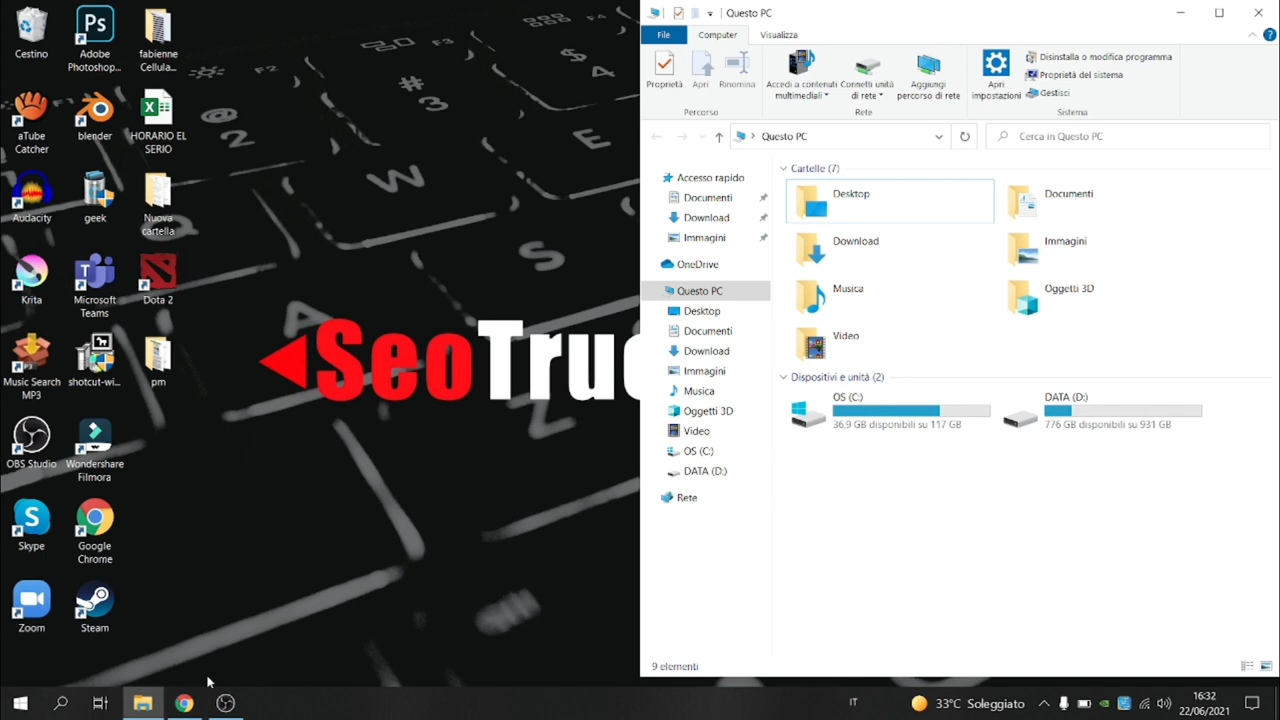 Cestino
Adobe
Photoshop...
fabienne
Cellula...
aTube
Catcher
blender
HORARIO EL
SERIO
Audacity
geek
Nuova
cartella
Krita
Microsoft
Teams
Dota 2
Music Search
MP3
shotcut-wi...
pm
OBS Studio
Wondershare
Filmora
Skype
Google
Chrome
Zoom
Steam
SeoTruc
Questo PC
File
Computer
Visualizza
Proprietà
Apri
Rinomina
Accedi a contenuti
multimediali
Connetti unità
di rete
Aggiungi
percorso di rete
Apri
impostazioni
Disinstalla o modifica programma
Proprietà del sistema
Gestisci
Percorso
Rete
Sistema
Questo PC
Cerca in Questo PC
Accesso rapido
Documenti
Download
Immagini
OneDrive
Questo PC
Desktop
Documenti
Download
Immagini
Musica
Oggetti 3D
Video
OS (C:)
DATA (D:)
Rete
Cartelle (7)
Desktop
Documenti
Download
Immagini
Musica
Oggetti 3D
Video
Dispositivi e unità (2)
OS (C:)
36,9 GB disponibili su 117 GB
DATA (D:)
776 GB disponibili su 931 GB
9 elementi
IT
33°C Soleggiato
16:32
22/06/2021